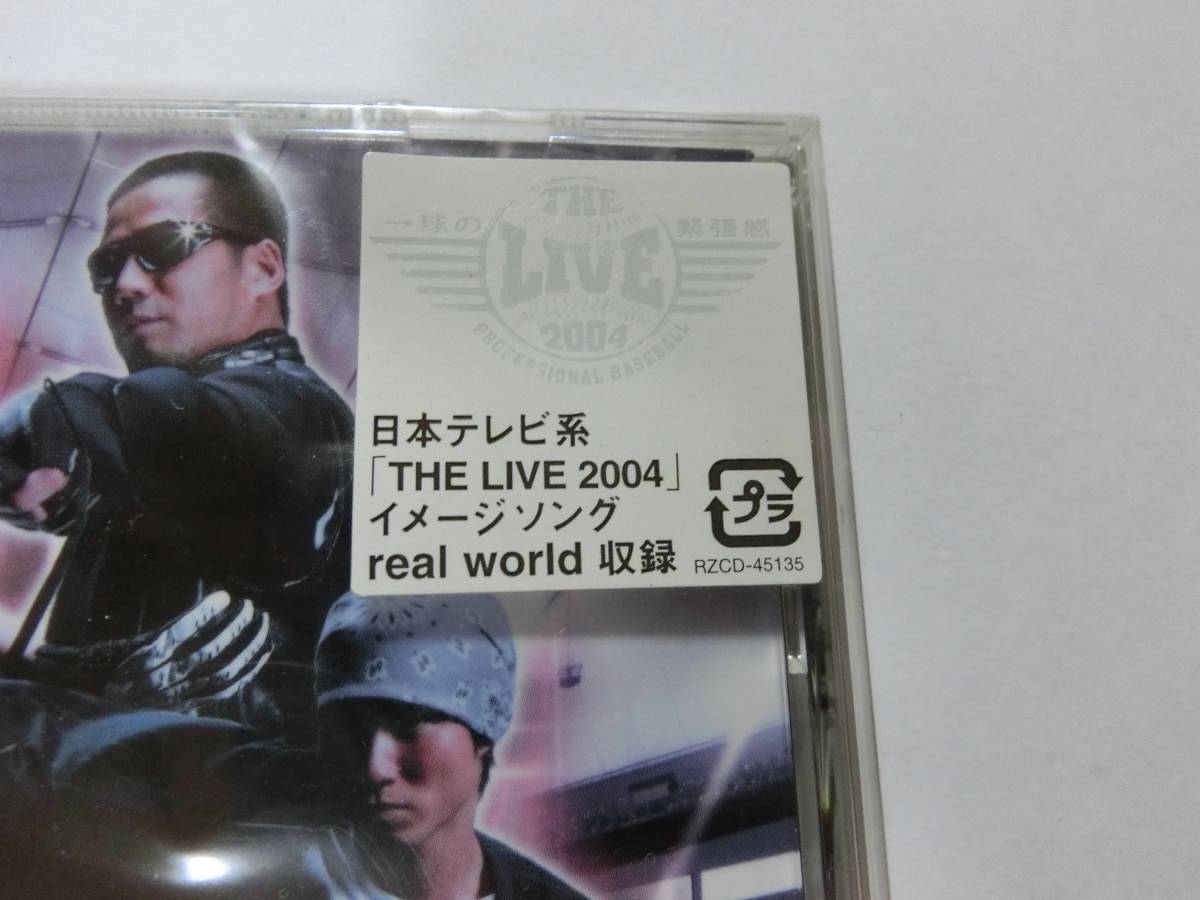 THE
一球の LIVE 緊張感
2004
PROFESSIONAL BASEBALL
日本テレビ系
「THE LIVE 2004」
イメージソング
real world 収録
プラ
RZCD-45135